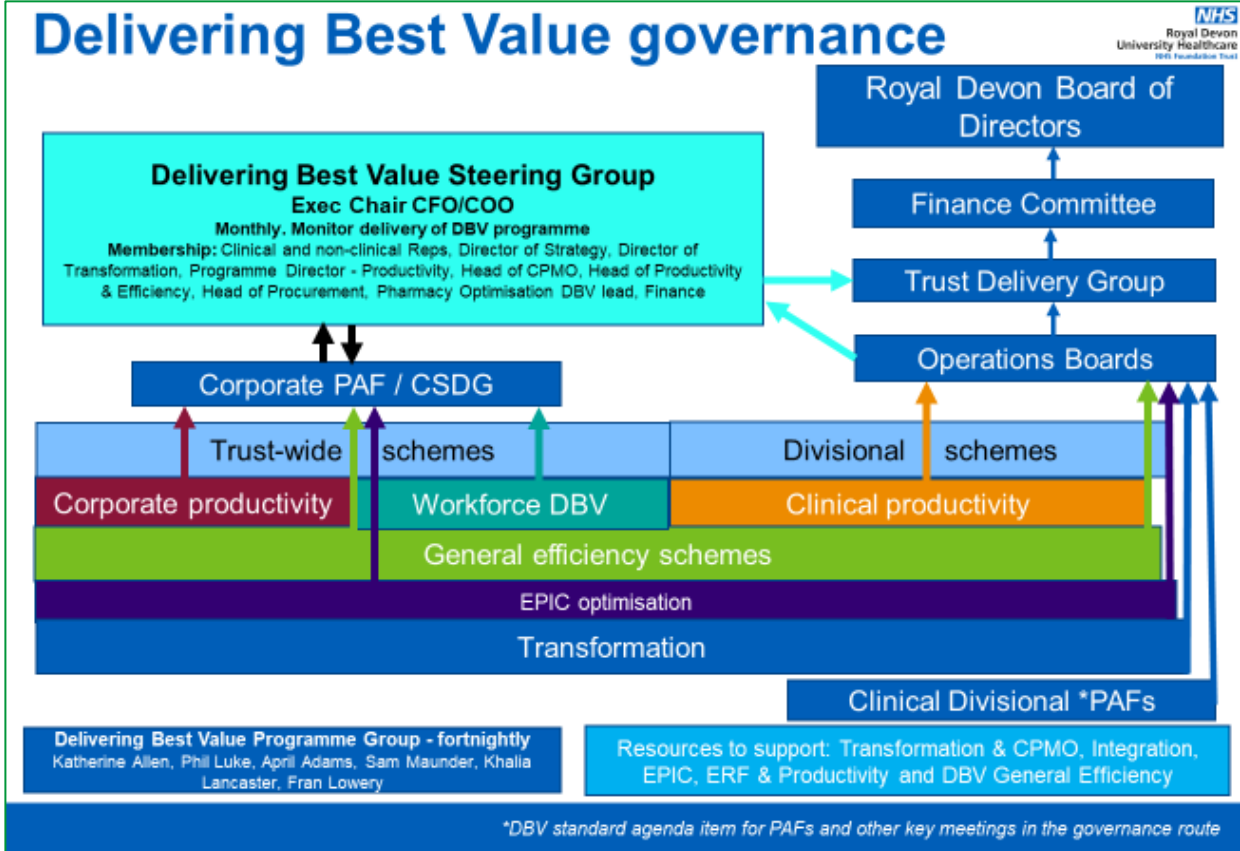 Delivering Best Value governance
NHS
Royal Devon
University Healthcare
NHS Foundation Trust
Royal Devon Board of
Directors
Delivering Best Value Steering Group
Exec Chair CFO/COO
Monthly. Monitor delivery of DBV programme
Membership: Clinical and non-clinical Reps, Director of Strategy, Director of
Transformation, Programme Director - Productivity, Head of CPMO, Head of Productivity
& Efficiency, Head of Procurement, Pharmacy Optimisation DBV lead, Finance
Finance Committee
Trust Delivery Group
Operations Boards
Corporate PAF / CSDG
Trust-wide schemes
Divisional schemes
Corporate productivity
Workforce DBV
Clinical productivity
General efficiency schemes
EPIC optimisation
Transformation
Clinical Divisional *PAFs
Delivering Best Value Programme Group - fortnightly
Katherine Allen, Phil Luke, April Adams, Sam Maunder, Khalia
Lancaster, Fran Lowery
Resources to support: Transformation & CPMO, Integration,
EPIC, ERF & Productivity and DBV General Efficiency
*DBV standard agenda item for PAFs and other key meetings in the governance route